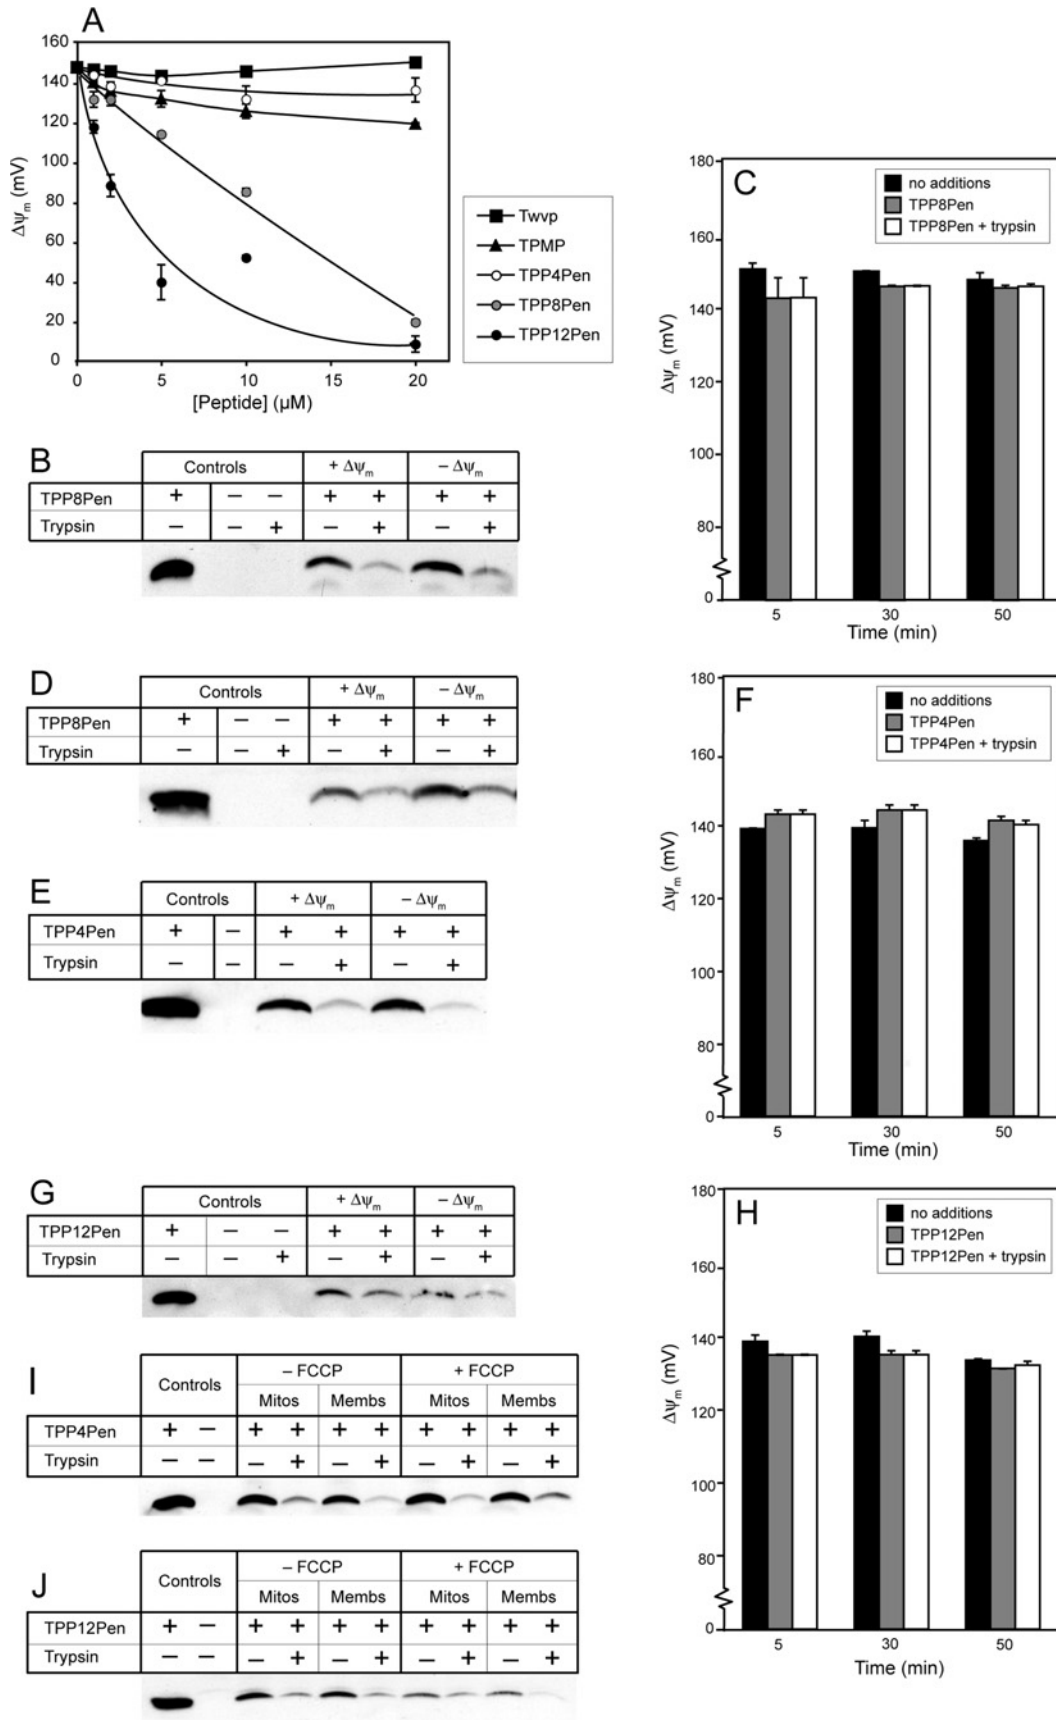 A
160
140
120
100
80
60
40
20
0
Δψm (mV)
0 5 10 15 20
[Peptide] (µM)
Twvp
TPMP
TPP4Pen
TPP8Pen
TPP12Pen
B
Controls + Δψm – Δψm
TPP8Pen + – – + + + +
Trypsin – – + – + – +
C
180
160
140
120
100
80
0
Δψm (mV)
no additions
TPP8Pen
TPP8Pen + trypsin
5 30 50
Time (min)
D
Controls + Δψm – Δψm
TPP8Pen + – – + + + +
Trypsin – – + – + – +
E
Controls + Δψm – Δψm
TPP4Pen + – + + + +
Trypsin – – – + – +
F
180
160
140
120
100
80
0
Δψm (mV)
no additions
TPP4Pen
TPP4Pen + trypsin
5 30 50
Time (min)
G
Controls + Δψm – Δψm
TPP12Pen + – – + + + +
Trypsin – – + – + – +
H
180
160
140
120
100
80
0
Δψm (mV)
no additions
TPP12Pen
TPP12Pen + trypsin
5 30 50
Time (min)
I
Controls – FCCP + FCCP
Mitos Membs Mitos Membs
TPP4Pen + – + + + + + + + +
Trypsin – – – + – + – + – +
J
Controls – FCCP + FCCP
Mitos Membs Mitos Membs
TPP12Pen + – + + + + + + + +
Trypsin – – – + – + – + – +